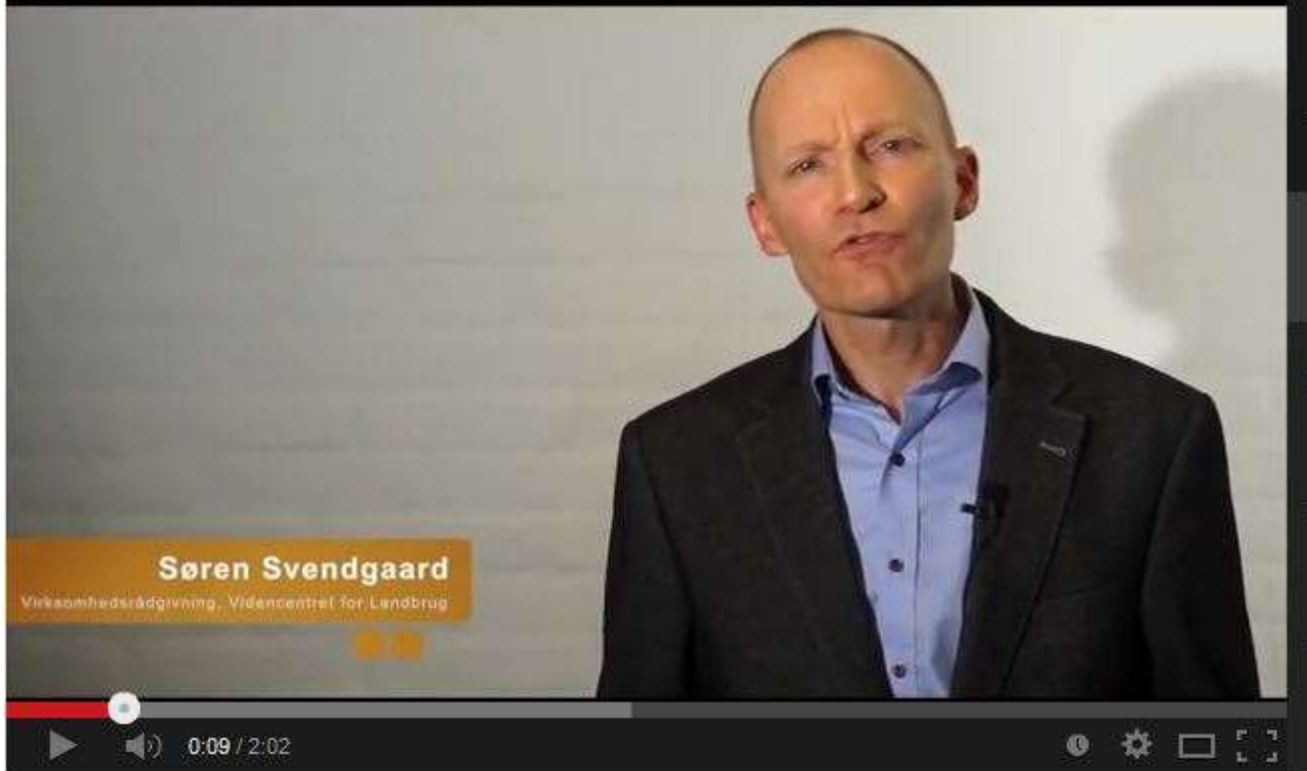 Søren Svendgaard
Virksomhedsrådgivning, Videncentret for Landbrug
0:09 / 2:02